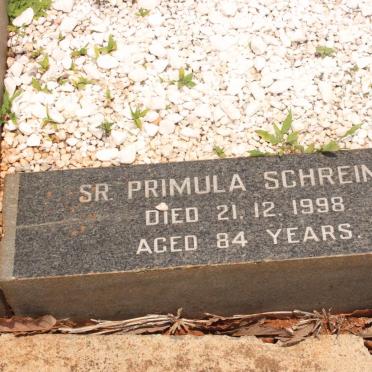 SR. PRIMULA SCHREIN
DIED 21. 12. 1998
AGED 84 YEARS.